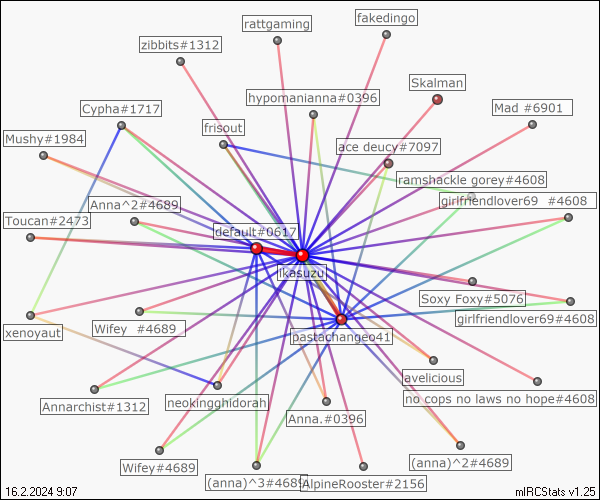 fakedingo
rattgaming
zibbits#1312
Skalman
hypomanianna#0396
Cypha#1717
Mad #6901
frisout
Mushy#1984
ace deucy#7097
ramshackle gorey#4608
Anna^2#4689
girlfriendlover69 #4608
Toucan#2473
default#0617
ikasuzu
Soxy Foxy#5076
girlfriendlover69#4608
xenoyaut
Wifey #4689
pastachangeo41
avelicious
no cops no laws no hope#4608
Annarchist#1312
neokingghidorah
Anna.#0396
Wifey#4689
(anna)^2#4689
(anna)^3#4689
AlpineRooster#2156
16.2.2024 9:07
mIRCStats v1.25